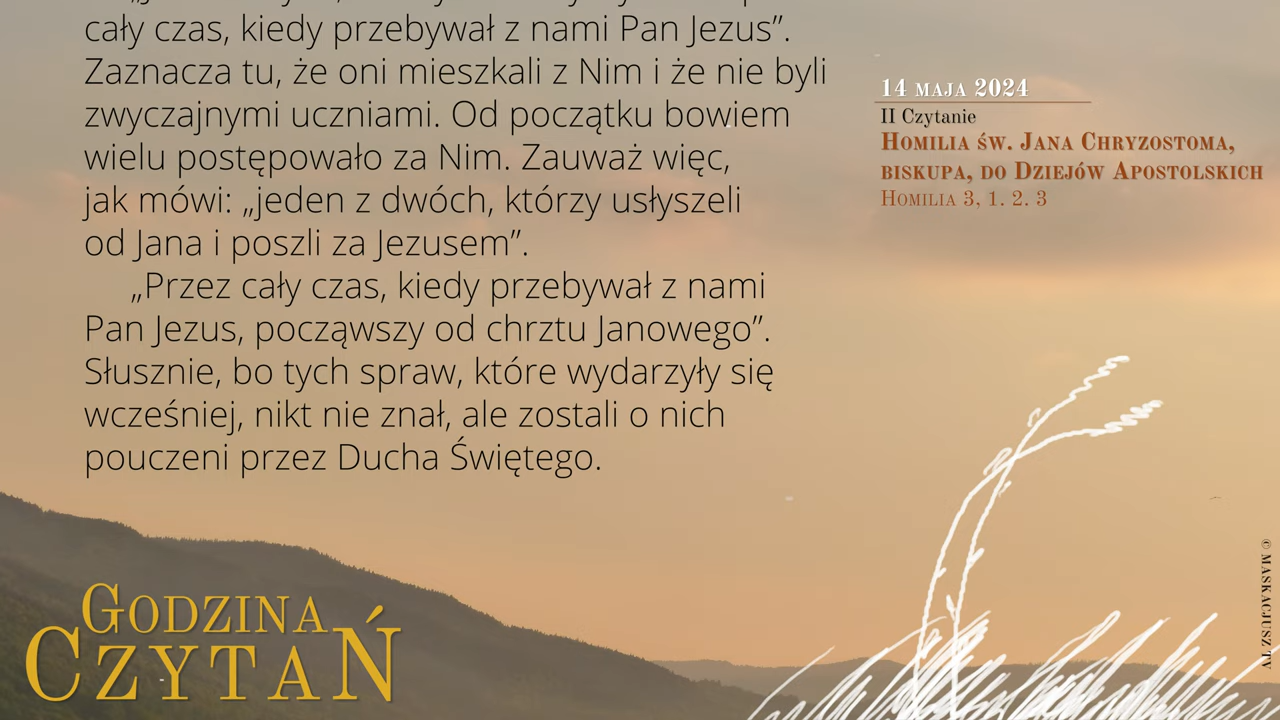 cały czas, kiedy przebywał z nami Pan Jezus”.
Zaznacza tu, że oni mieszkali z Nim i że nie byli
zwyczajnymi uczniami. Od początku bowiem
wielu postępowało za Nim. Zauważ więc,
jak mówi: „jeden z dwóch, którzy usłyszeli
od Jana i poszli za Jezusem”.
„Przez cały czas, kiedy przebywał z nami
Pan Jezus, począwszy od chrztu Janowego”.
Słusznie, bo tych spraw, które wydarzyły się
wcześniej, nikt nie znał, ale zostali o nich
pouczeni przez Ducha Świętego.
14 MAJA 2024
II Czytanie
HOMILIA ŚW. JANA CHRYZOSTOMA,
BISKUPA, DO DZIEJÓW APOSTOLSKICH
HOMILIA 3, 1. 2. 3
GODZINA
CZYTAŃ
© MASKACJUSZ TV